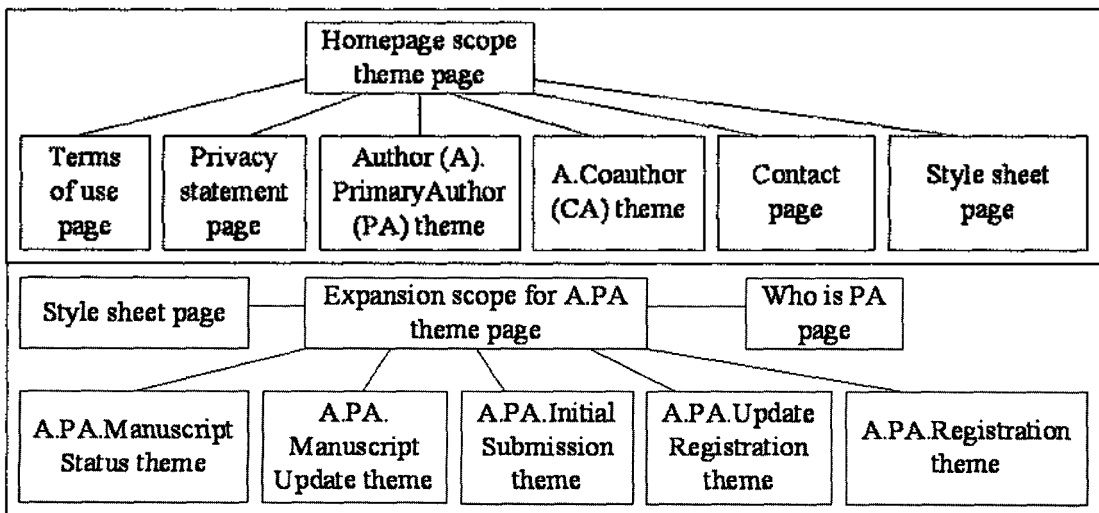 Homepage scope
theme page
Terms
of use
page
Privacy
statement
page
Author (A).
PrimaryAuthor
(PA) theme
A.Coauthor
(CA) theme
Contact
page
Style sheet
page
Style sheet page
Expansion scope for A.PA
theme page
Who is PA
page
A.PA.Manuscript
Status theme
A.PA.
Manuscript
Update theme
A.PA.Initial
Submission
theme
A.PA.Update
Registration
theme
A.PA.Registration
theme